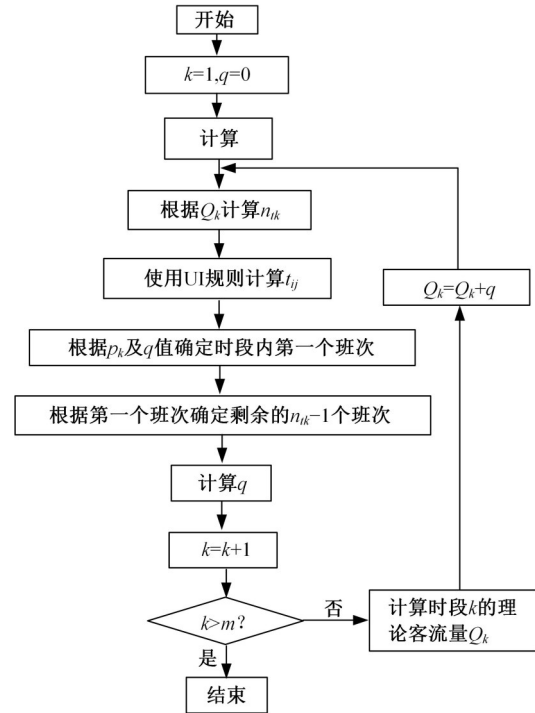 开始
k=1,q=0
计算
根据Qₖ计算nₜₖ
使用UI规则计算tᵢⱼ
Qₖ=Qₖ+q
根据pₖ及q值确定时段内第一个班次
根据第一个班次确定剩余的nₜₖ-1个班次
计算q
k=k+1
k>m?
否
计算时段k的理
论客流量Qₖ
是
结束